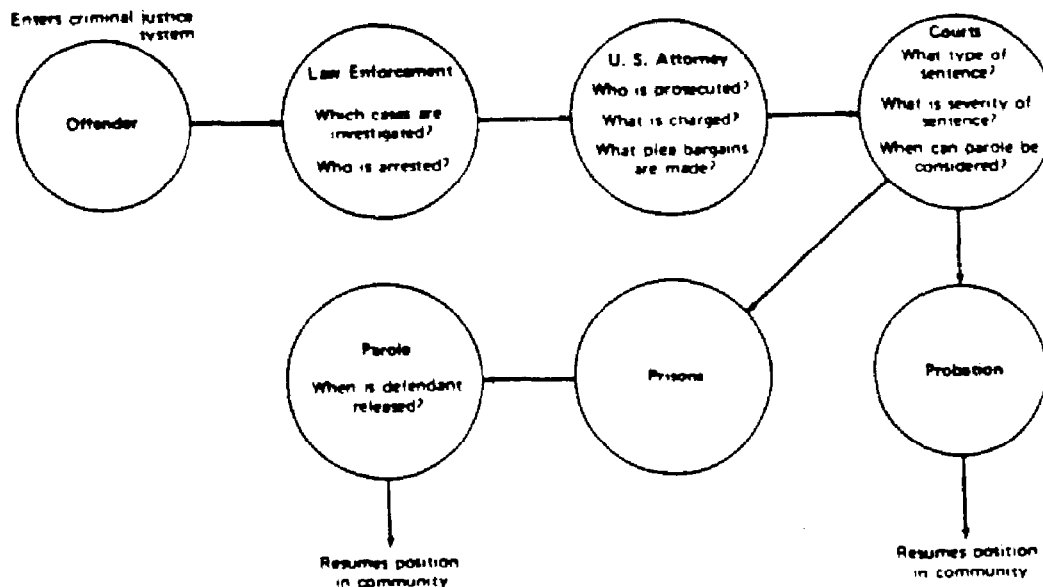 Enters criminal justice
system
Offender
Law Enforcement
Which cases are
investigated?
Who is arrested?
U. S. Attorney
Who is prosecuted?
What is charged?
What plea bargains
are made?
Courts
What type of
sentence?
What is severity of
sentence?
When can parole be
considered?
Parole
When is defendant
released?
Prisons
Probation
Resumes position
in community
Resumes position
in community